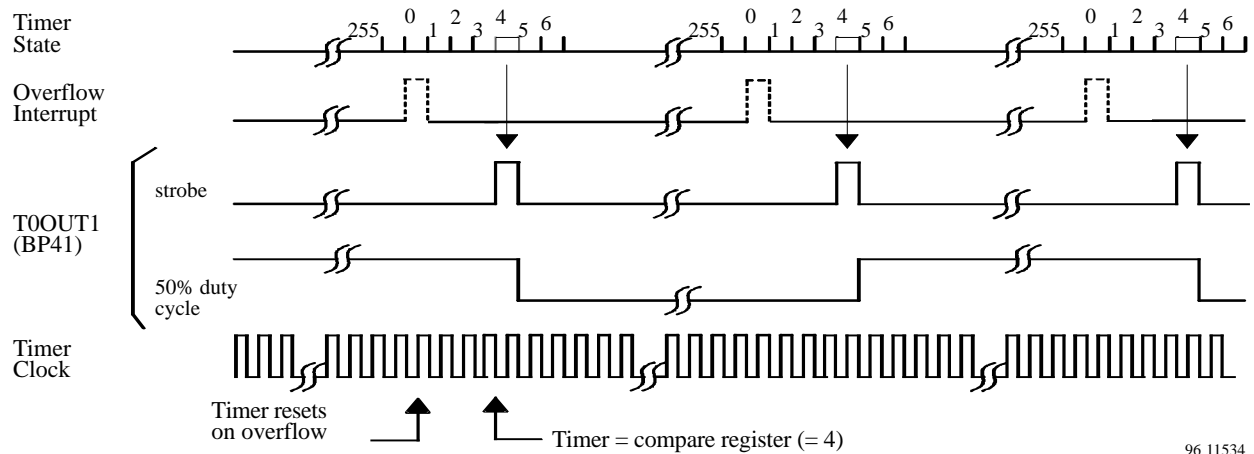 Timer
State
255 0 1 2 3 4 5 6
255 0 1 2 3 4 5 6
255 0 1 2 3 4 5 6
Overflow
Interrupt
T0OUT1
(BP41)
strobe
50% duty
cycle
Timer
Clock
Timer resets
on overflow
Timer = compare register (= 4)
96 11534